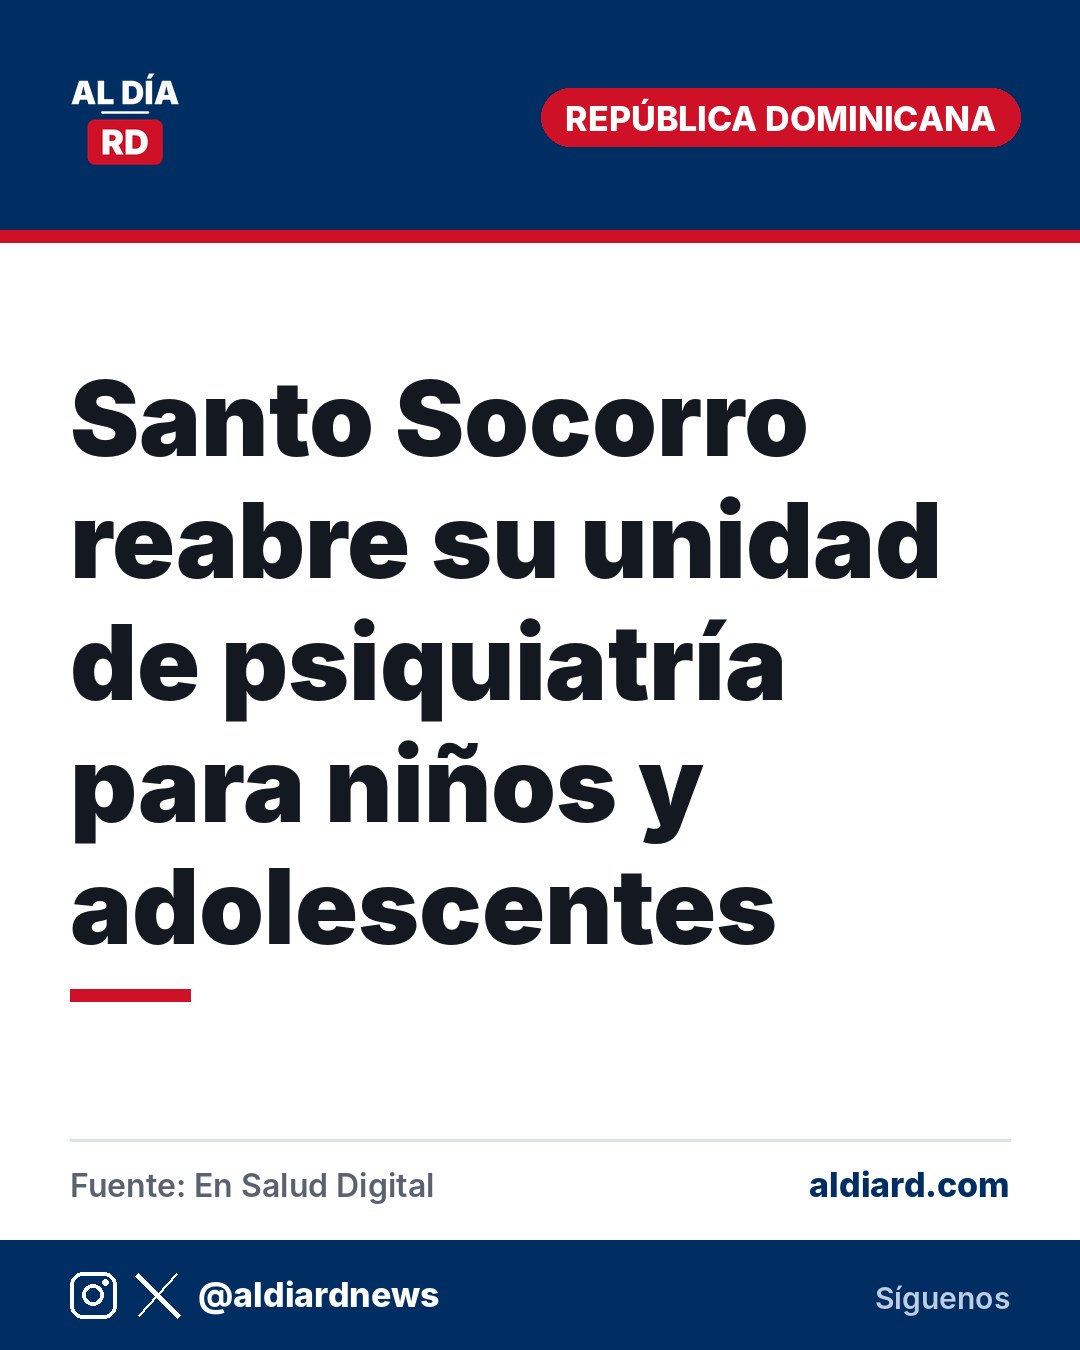 AL DÍA
RD
REPÚBLICA DOMINICANA
Santo Socorro
reabre su unidad
de psiquiatría
para niños y
adolescentes
Fuente: En Salud Digital
aldiard.com
@aldiardnews
Síguenos